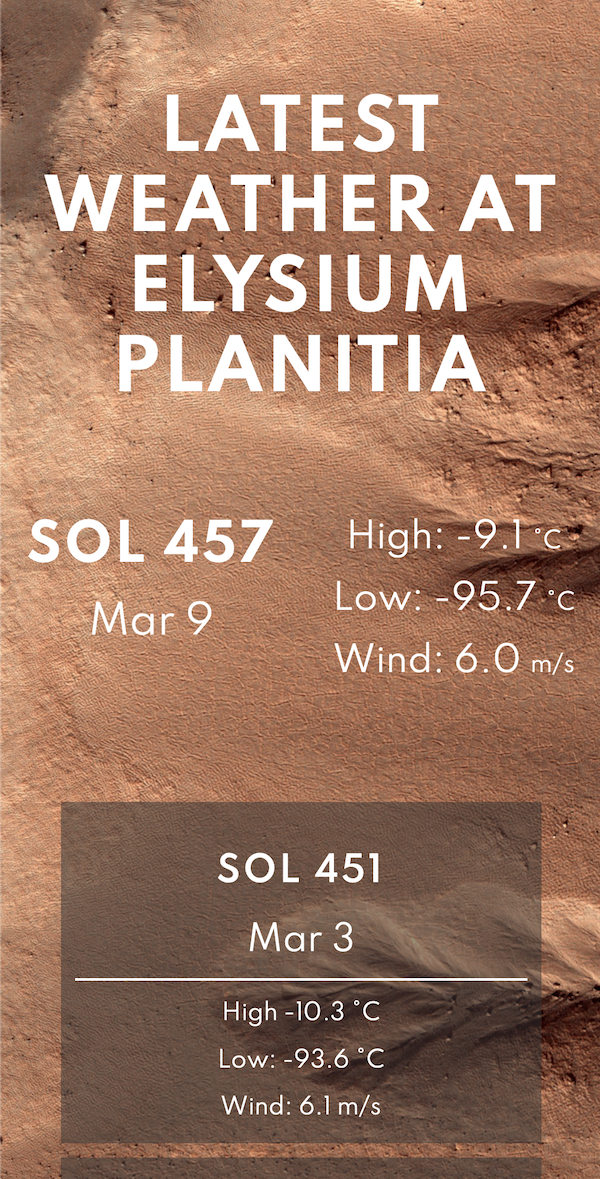 LATEST
WEATHER AT
ELYSIUM
PLANITIA
SOL 457
Mar 9
High: -9.1 °C
Low: -95.7 °C
Wind: 6.0 m/s
SOL 451
Mar 3
High -10.3 °C
Low: -93.6 °C
Wind: 6.1 m/s